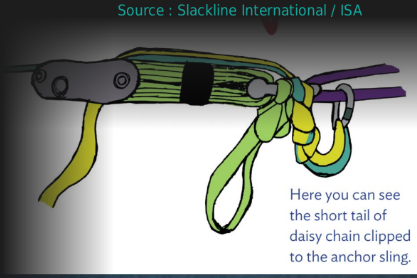 Source : Slackline International / ISA
Here you can see
the short tail of
daisy chain clipped
to the anchor sling.